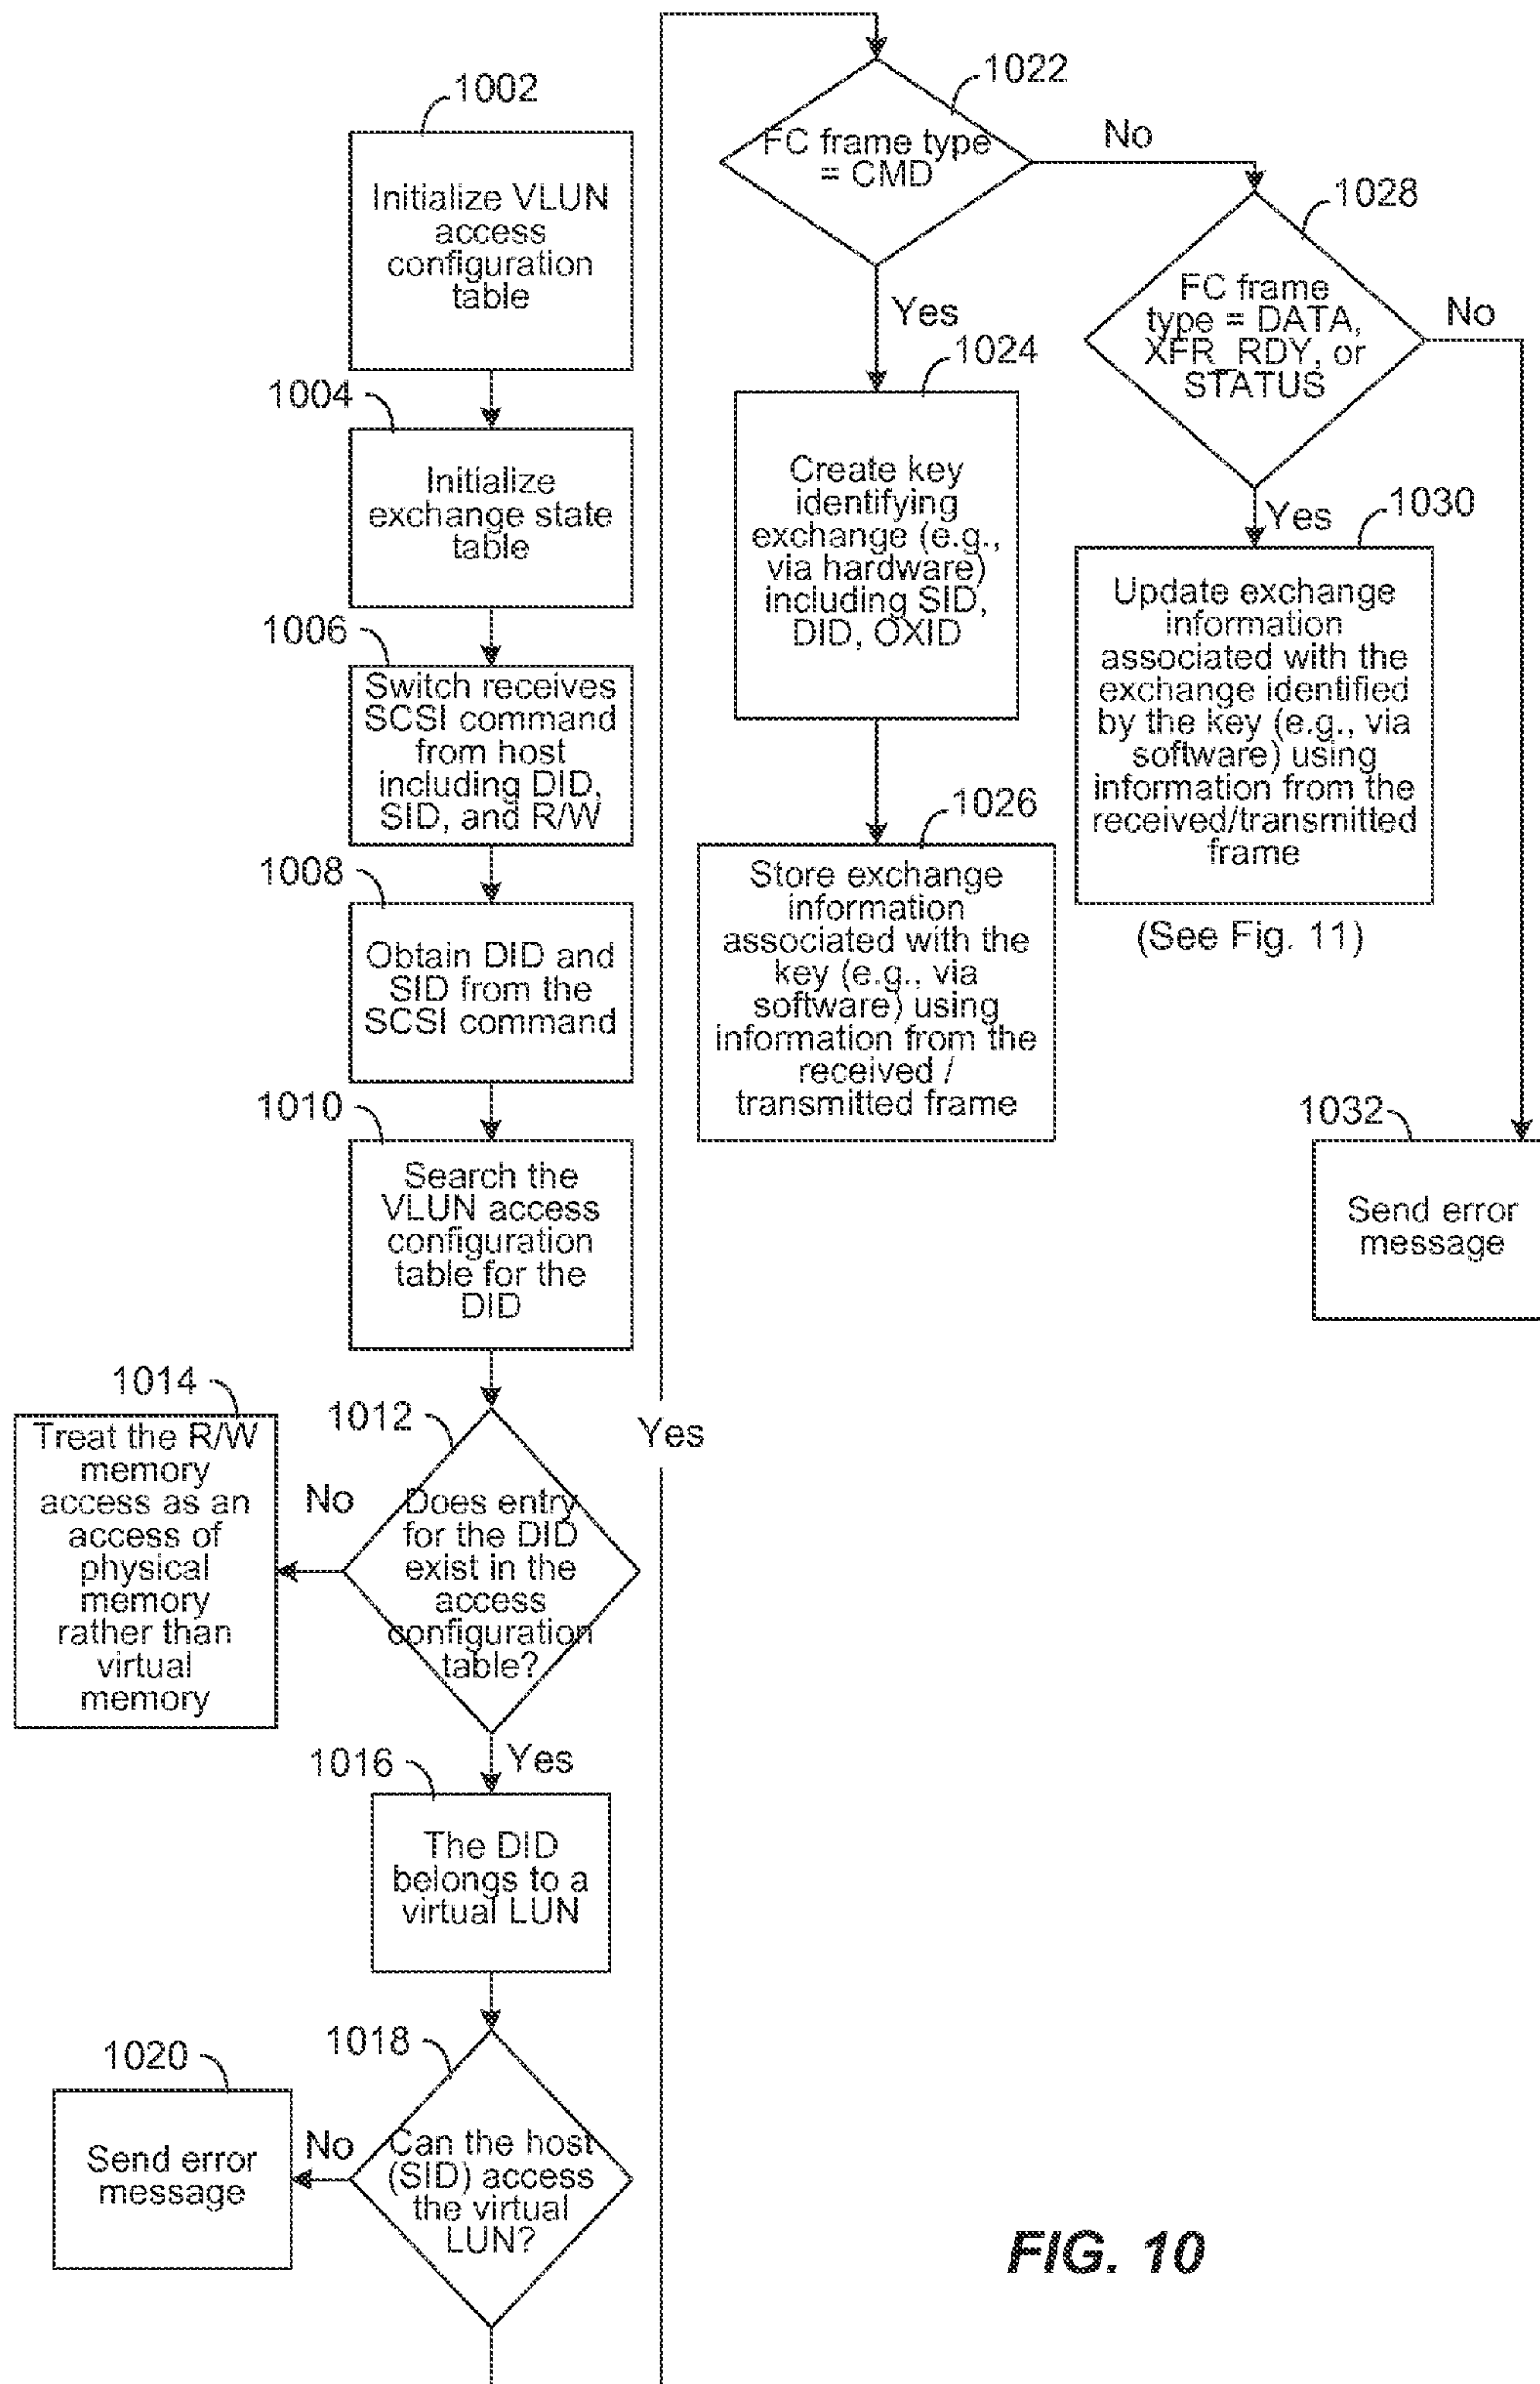 1002
Initialize VLUN
access
configuration
table
1004
Initialize
exchange state
table
1006
Switch receives
SCSI command
from host
including DID,
SID, and R/W
1008
Obtain DID and
SID from the
SCSI command
1010
Search the
VLUN access
configuration
table for the
DID
1012
Does entry
for the DID
exist in the
access
configuration
table?
No
1014
Treat the R/W
memory
access as an
access of
physical
memory
rather than
virtual
memory
Yes
1016
The DID
belongs to a
virtual LUN
1018
Can the host
(SID) access
the virtual
LUN?
No
1020
Send error
message
Yes
1022
FC frame type
= CMD
Yes
1024
Create key
identifying
exchange (e.g.,
via hardware)
including SID,
DID, OXID
1026
Store exchange
information
associated with the
key (e.g., via
software) using
information from the
received /
transmitted frame
No
1028
FC frame
type = DATA,
XFR_RDY, or
STATUS
Yes
1030
Update exchange
information
associated with the
exchange identified
by the key (e.g., via
software) using
information from the
received/transmitted
frame
(See Fig. 11)
No
1032
Send error
message
FIG. 10